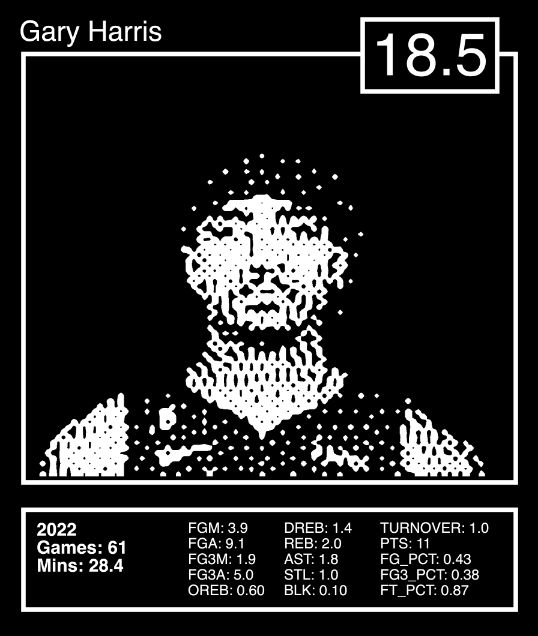 Gary Harris
18.5
2022
Games: 61
Mins: 28.4
FGM: 3.9
FGA: 9.1
FG3M: 1.9
FG3A: 5.0
OREB: 0.60
DREB: 1.4
REB: 2.0
AST: 1.8
STL: 1.0
BLK: 0.10
TURNOVER: 1.0
PTS: 11
FG_PCT: 0.43
FG3_PCT: 0.38
FT_PCT: 0.87